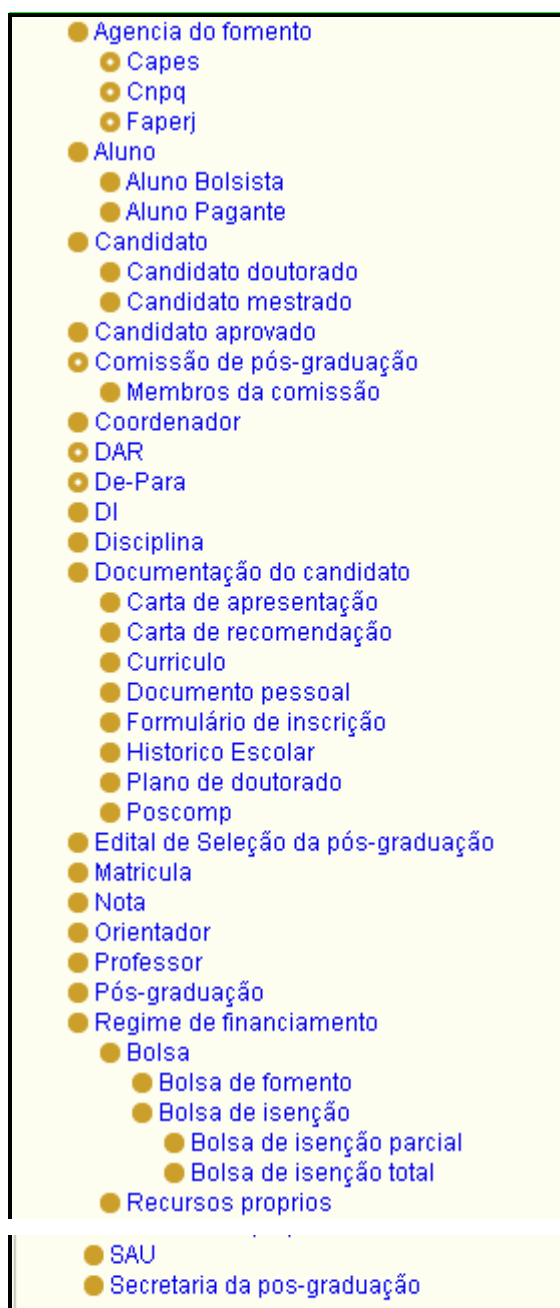 Agencia do fomento
Capes
Cnpq
Faperj
Aluno
Aluno Bolsista
Aluno Pagante
Candidato
Candidato doutorado
Candidato mestrado
Candidato aprovado
Comissão de pós-graduação
Membros da comissão
Coordenador
DAR
De-Para
DI
Disciplina
Documentação do candidato
Carta de apresentação
Carta de recomendação
Curriculo
Documento pessoal
Formulário de inscrição
Historico Escolar
Plano de doutorado
Poscomp
Edital de Seleção da pós-graduação
Matricula
Nota
Orientador
Professor
Pós-graduação
Regime de financiamento
Bolsa
Bolsa de fomento
Bolsa de isenção
Bolsa de isenção parcial
Bolsa de isenção total
Recursos proprios
SAU
Secretaria da pos-graduação